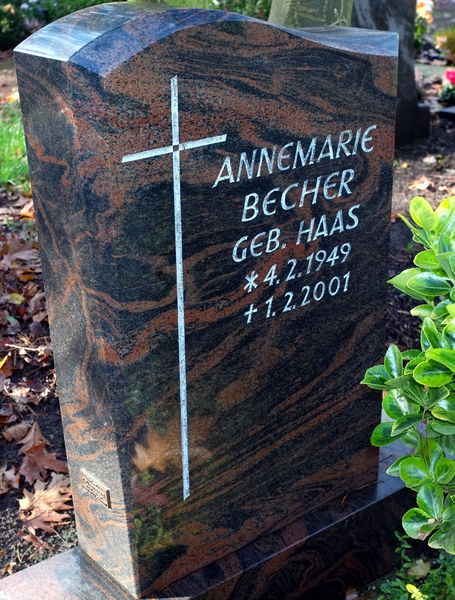 ANNEMARIE
BECHER
GEB. HAAS
* 4. 2. 1949
✝ 1. 2. 2001